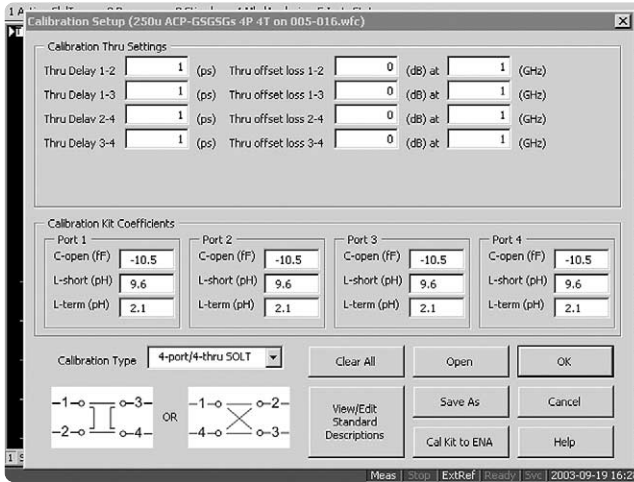 Calibration Setup (250u ACP-GSGSGs 4P 4T on 005-016.wfc)
Calibration Thru Settings
Thru Delay 1-2 1 (ps) Thru offset loss 1-2 0 (dB) at 1 (GHz)
Thru Delay 1-3 1 (ps) Thru offset loss 1-3 0 (dB) at 1 (GHz)
Thru Delay 2-4 1 (ps) Thru offset loss 2-4 0 (dB) at 1 (GHz)
Thru Delay 3-4 1 (ps) Thru offset loss 3-4 0 (dB) at 1 (GHz)
Calibration Kit Coefficients
Port 1 Port 2 Port 3 Port 4
C-open (fF) -10.5 C-open (fF) -10.5 C-open (fF) -10.5 C-open (fF) -10.5
L-short (pH) 9.6 L-short (pH) 9.6 L-short (pH) 9.6 L-short (pH) 9.6
L-term (pH) 2.1 L-term (pH) 2.1 L-term (pH) 2.1 L-term (pH) 2.1
Calibration Type 4-port/4-thru SOLT Clear All Open OK
-1-o o-3- OR -1-o o-2-
-2-o o-4- -4-o o-3-
View/Edit
Standard
Descriptions
Save As Cancel
Cal Kit to ENA Help
Meas Stop ExtRef Ready Svc 2003-09-19 16:2